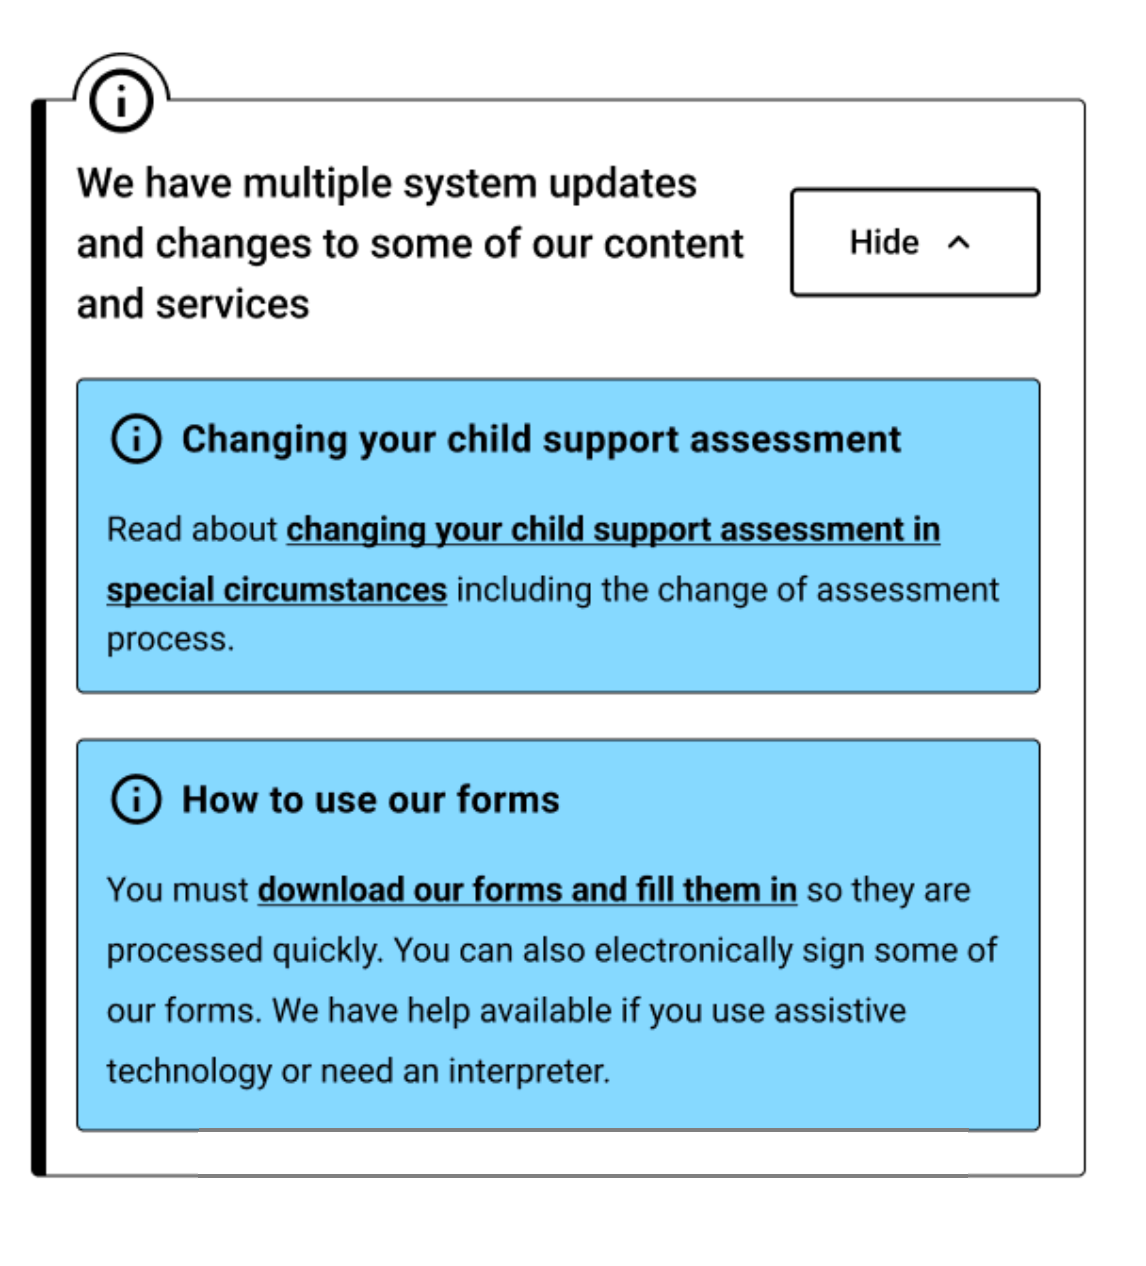 We have multiple system updates
and changes to some of our content
and services
Hide
Changing your child support assessment
Read about changing your child support assessment in
special circumstances including the change of assessment
process.
How to use our forms
You must download our forms and fill them in so they are
processed quickly. You can also electronically sign some of
our forms. We have help available if you use assistive
technology or need an interpreter.